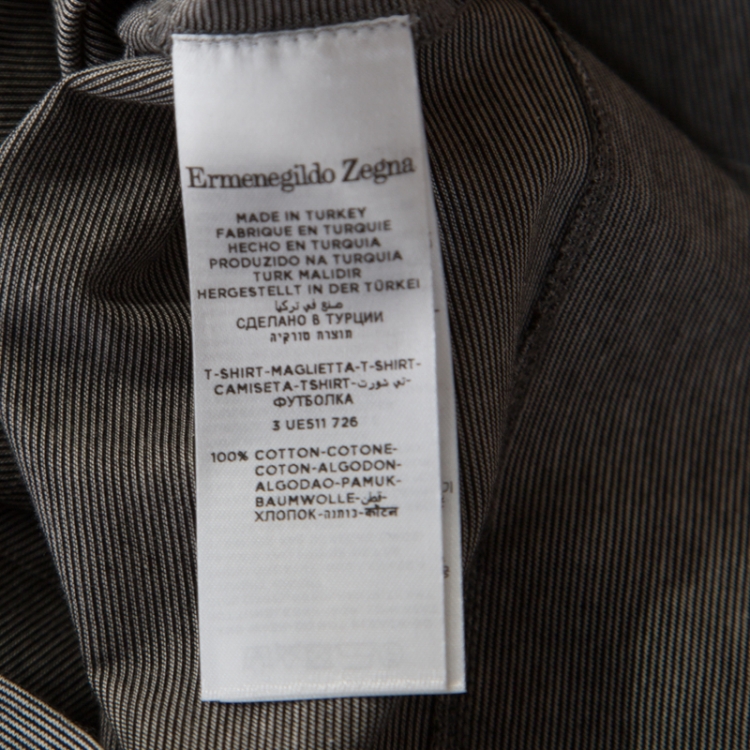 Ermenegildo Zegna
MADE IN TURKEY
FABRIQUE EN TURQUIE
HECHO EN TURQUIA
PRODUZIDO NA TURQUIA
TURK MALIDIR
HERGESTELLT IN DER TÜRKEI
صنع في تركيا
СДЕЛАНО В ТУРЦИИ
תוצרת טורקיה
T-SHIRT-MAGLIETTA-T-SHIRT-
CAMISETA-TSHIRT-تي شورت-
ФУТБОЛКА
3 UE511 726
100% COTTON-COTONE-
COTON-ALGODON-
ALGODAO-PAMUK-
BAUMWOLLE-قطن-
ХЛОПОК-כותנה-कॉटन